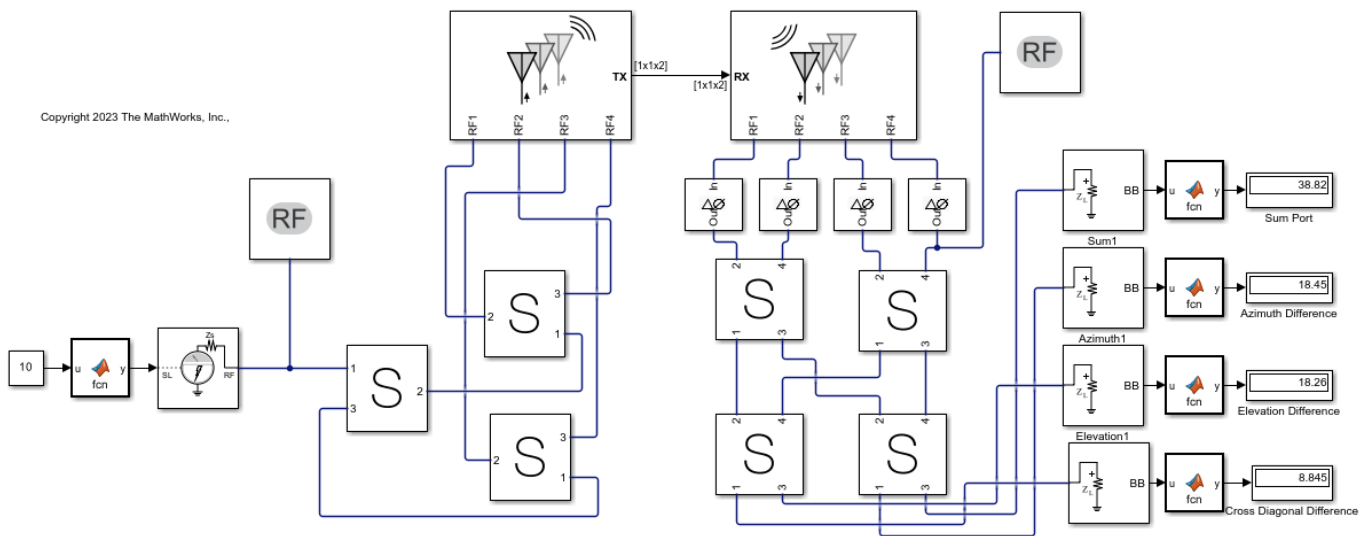 [1x1x2]
TX
RX
[1x1x2]
RF
RF1
RF2
RF3
RF4
RF1
RF2
RF3
RF4
Copyright 2023 The MathWorks, Inc.,
In
In
In
In
ΔØ
ΔØ
ΔØ
ΔØ
Out
Out
Out
Out
+
Z_L
BB
u
fcn
y
38.82
Sum Port
Sum1
RF
2
4
S
1
3
2
4
S
1
3
+
Z_L
BB
u
fcn
y
18.45
Azimuth Difference
Azimuth1
3
S
2
1
10
u
fcn
y
SL
Zs
RF
1
S
2
3
+
Z_L
BB
u
fcn
y
18.26
Elevation Difference
Elevation1
3
S
2
1
2
4
S
1
3
2
4
S
1
3
+
Z_L
BB
u
fcn
y
8.845
Cross Diagonal Difference